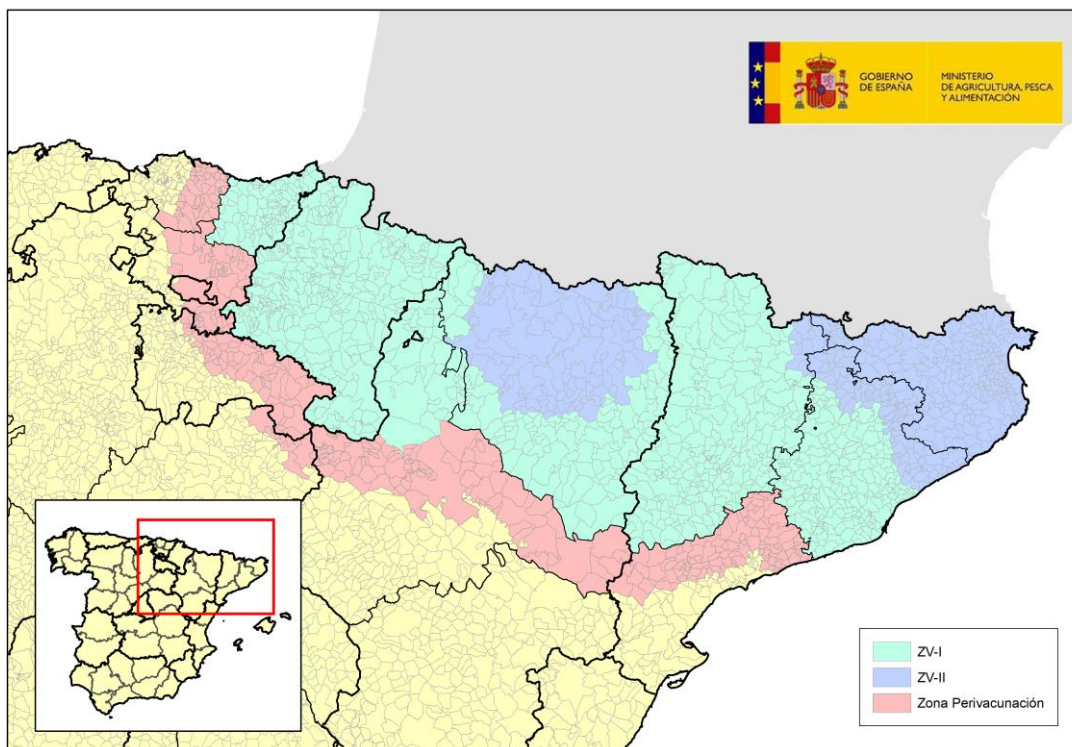 GOBIERNO
DE ESPAÑA
MINISTERIO
DE AGRICULTURA, PESCA
Y ALIMENTACIÓN
ZV-I
ZV-II
Zona Perivacunación